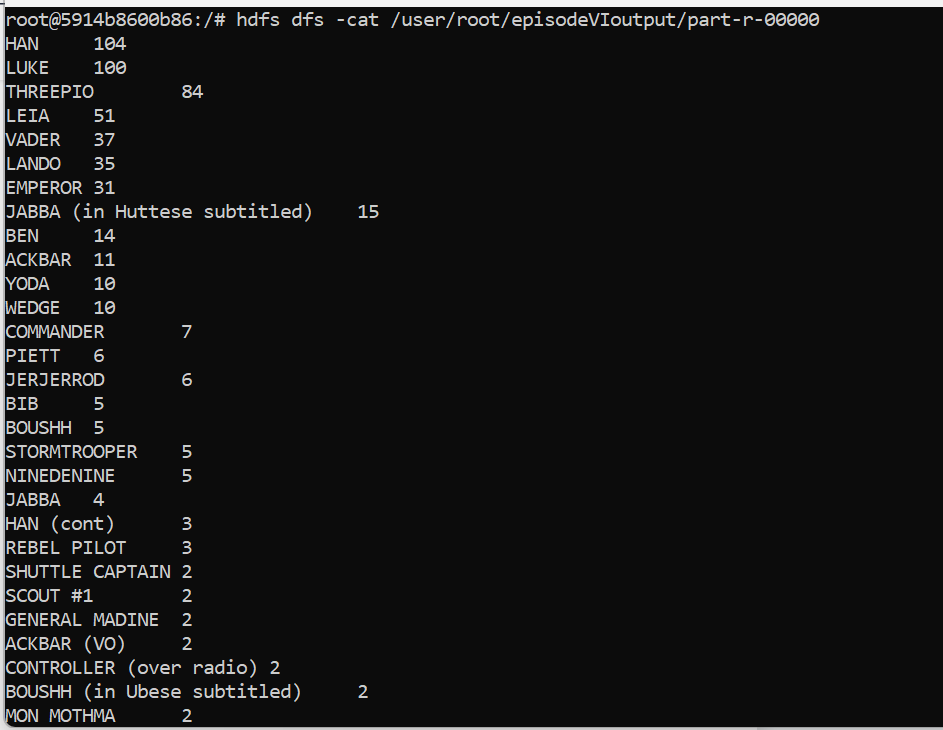 root@5914b8600b86:/# hdfs dfs -cat /user/root/episodeVIoutput/part-r-00000
HAN     104
LUKE    100
THREEPIO        84
LEIA    51
VADER   37
LANDO   35
EMPEROR 31
JABBA (in Huttese subtitled)    15
BEN     14
ACKBAR  11
YODA    10
WEDGE   10
COMMANDER       7
PIETT   6
JERJERROD       6
BIB     5
BOUSHH  5
STORMTROOPER    5
NINEDENINE      5
JABBA   4
HAN (cont)      3
REBEL PILOT     3
SHUTTLE CAPTAIN 2
SCOUT #1        2
GENERAL MADINE  2
ACKBAR (VO)     2
CONTROLLER (over radio) 2
BOUSHH (in Ubese subtitled)     2
MON MOTHMA      2